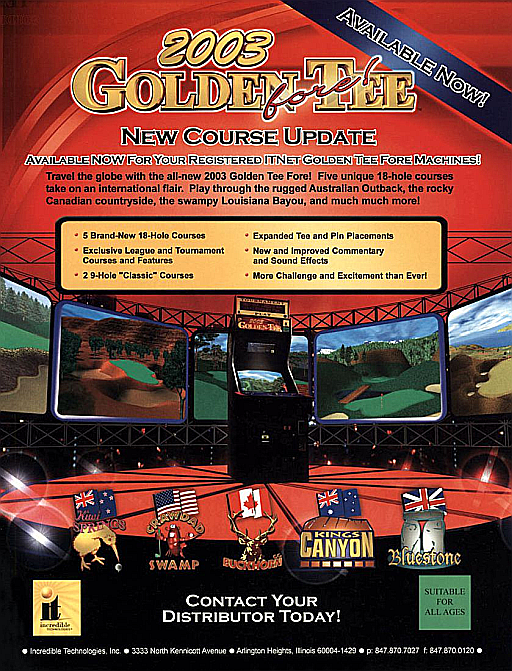 2003
AVAILABLE NOW!
GOLDEN TEE
fore!
NEW COURSE UPDATE
AVAILABLE NOW FOR YOUR REGISTERED ITNET GOLDEN TEE FORE MACHINES!
Travel the globe with the all-new 2003 Golden Tee Fore! Five unique 18-hole courses
take on an international flair. Play through the rugged Australian Outback, the rocky
Canadian countryside, the swampy Louisiana Bayou, and much much more!
• 5 Brand-New 18-Hole Courses
• Exclusive League and Tournament
Courses and Features
• 2 9-Hole "Classic" Courses
• Expanded Tee and Pin Placements
• New and Improved Commentary
and Sound Effects
• More Challenge and Excitement than Ever!
TOURNAMENT
PLAY
2003
GOLDEN TEE
Kiwi
SPRINGS
CRAWDAD
SWAMP
BUCKHORN
KINGS
CANYON
Bluestone
it
incredible
TECHNOLOGIES
CONTACT YOUR
DISTRIBUTOR TODAY!
SUITABLE
FOR
ALL AGES
• Incredible Technologies, Inc. • 3333 North Kennicott Avenue • Arlington Heights, Illinois 60004-1429 • p: 847.870.7027 f: 847.870.0120 •